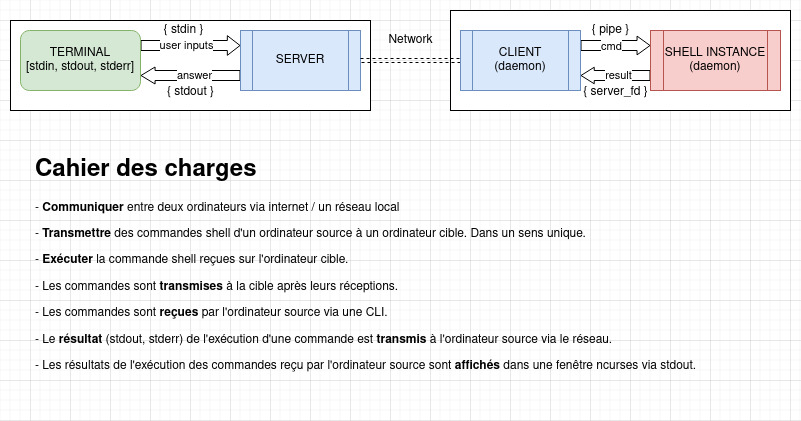 { stdin }
user inputs
TERMINAL
[stdin, stdout, stderr]
answer
{ stdout }
SERVER
Network
CLIENT
(daemon)
{ pipe }
cmd
result
{ server_fd }
SHELL INSTANCE
(daemon)
Cahier des charges
- Communiquer entre deux ordinateurs via internet / un réseau local
- Transmettre des commandes shell d'un ordinateur source à un ordinateur cible. Dans un sens unique.
- Exécuter la commande shell reçues sur l'ordinateur cible.
- Les commandes sont transmises à la cible après leurs réceptions.
- Les commandes sont reçues par l'ordinateur source via une CLI.
- Le résultat (stdout, stderr) de l'exécution d'une commande est transmis à l'ordinateur source via le réseau.
- Les résultats de l'exécution des commandes reçu par l'ordinateur source sont affichés dans une fenêtre ncurses via stdout.